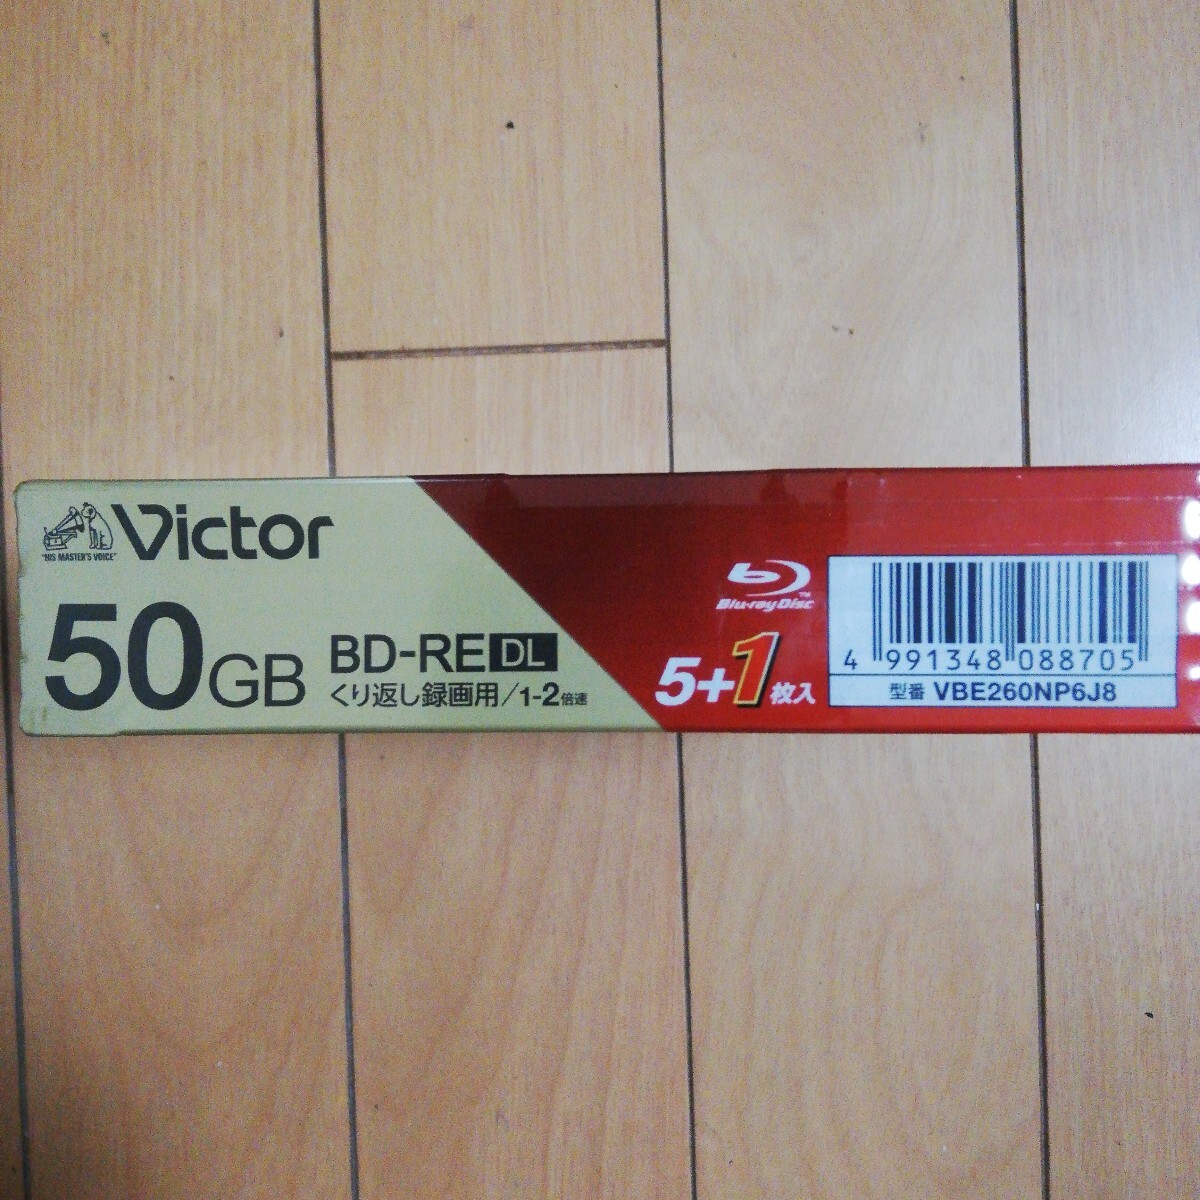 Victor
"HIS MASTER'S VOICE"
50GB
BD-RE DL
くり返し録画用/1-2倍速
Blu-ray Disc™
5+1枚入
4 991348 088705
型番 VBE260NP6J8